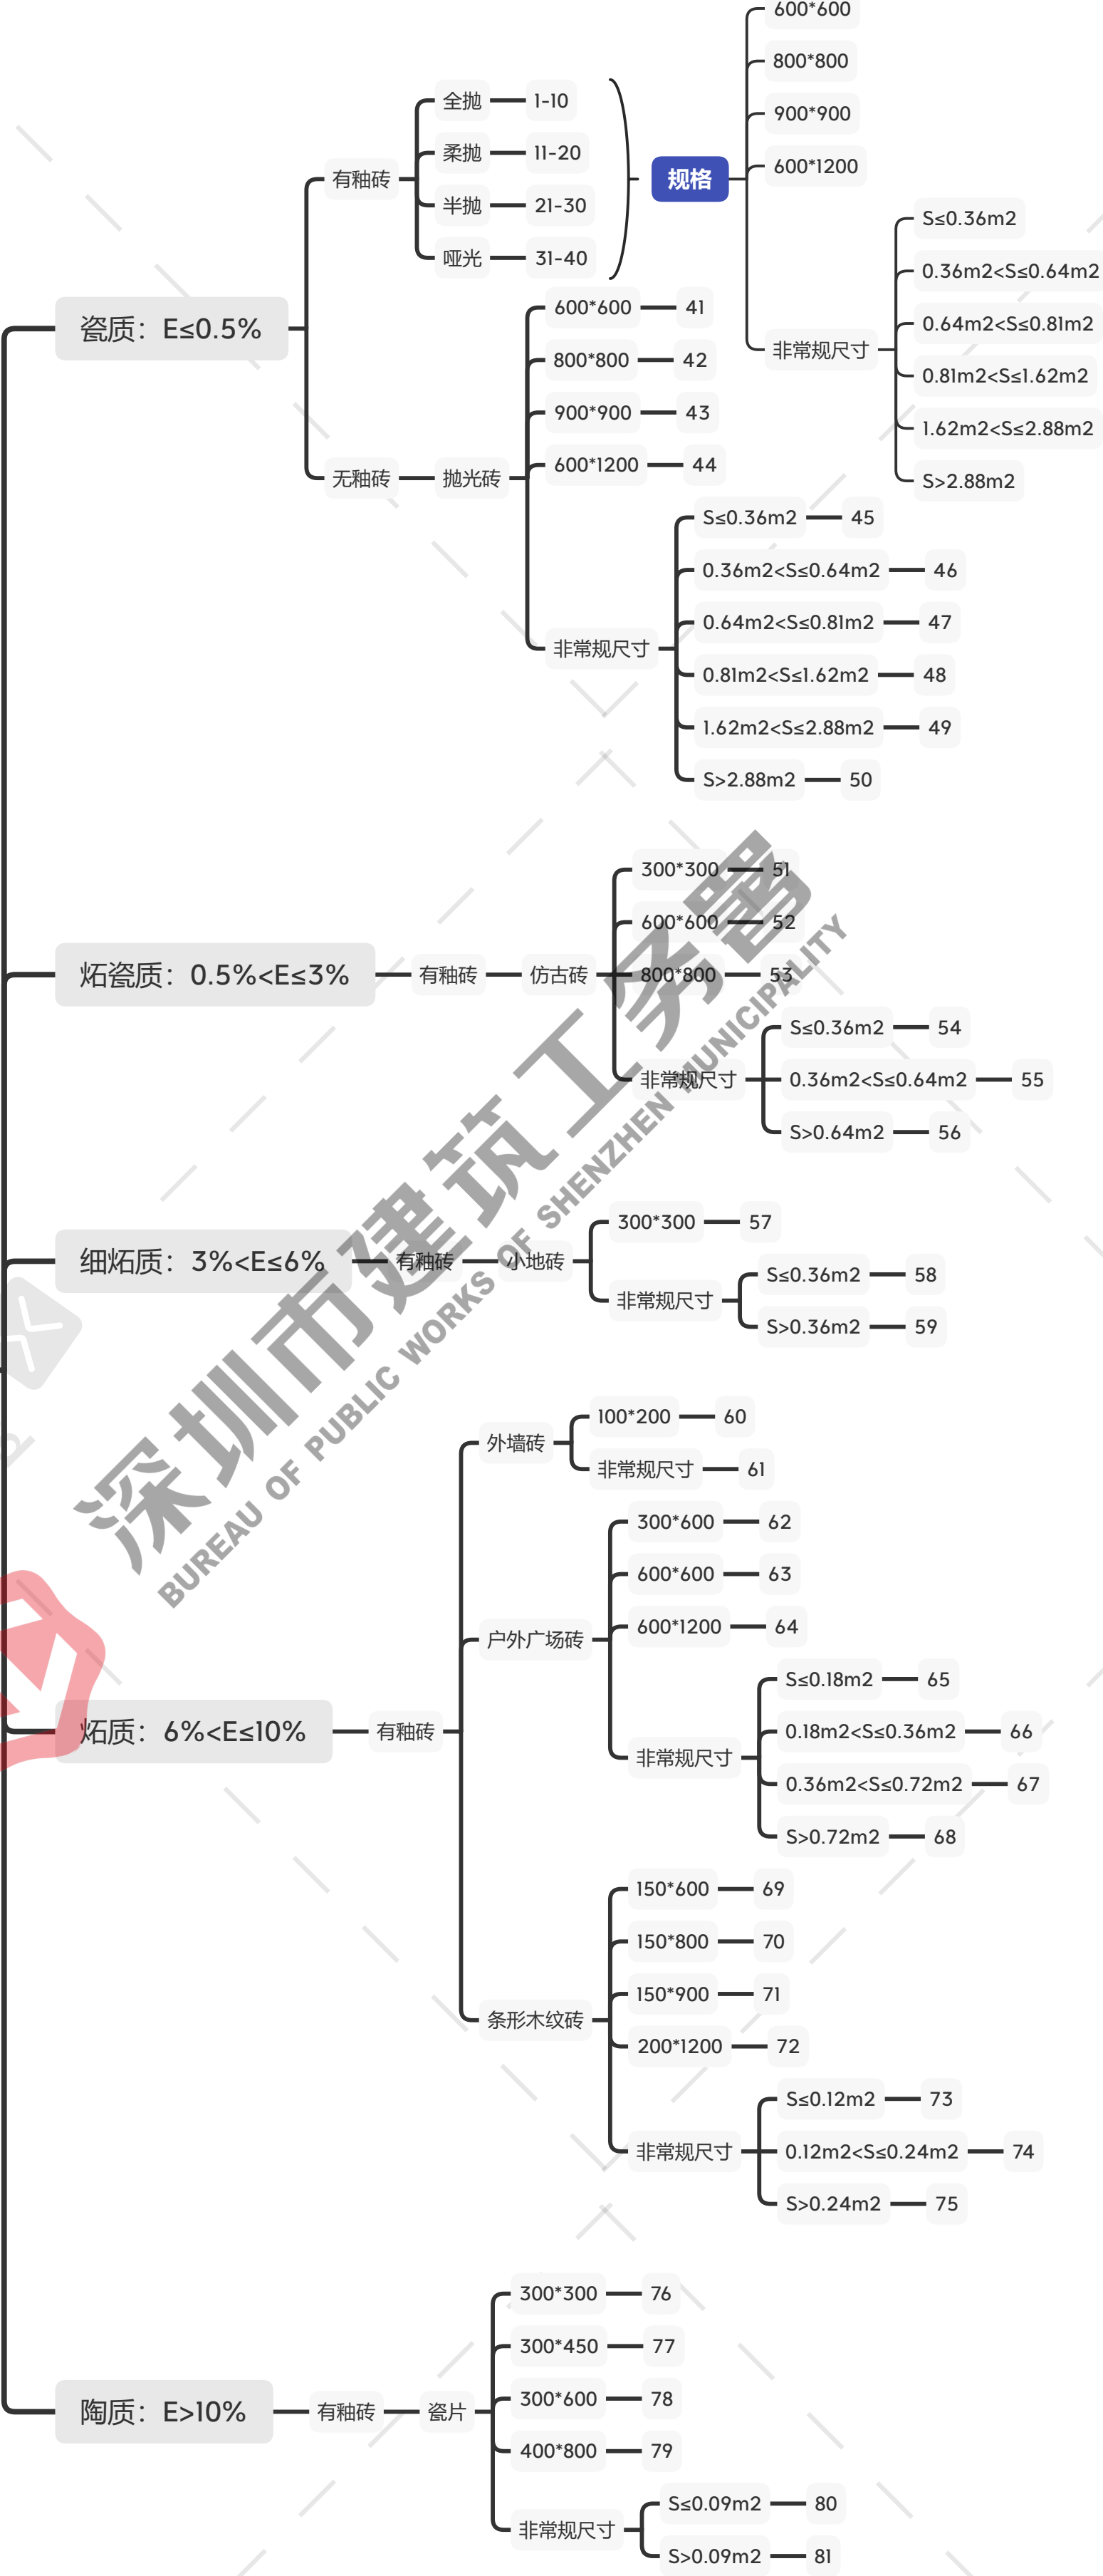 瓷质：E≤0.5%
有釉砖
全抛 1-10
柔抛 11-20
半抛 21-30
哑光 31-40
规格
600*600
800*800
900*900
600*1200
非常规尺寸
S≤0.36m2
0.36m2<S≤0.64m2
0.64m2<S≤0.81m2
0.81m2<S≤1.62m2
1.62m2<S≤2.88m2
S>2.88m2
无釉砖
抛光砖
600*600 41
800*800 42
900*900 43
600*1200 44
非常规尺寸
S≤0.36m2 45
0.36m2<S≤0.64m2 46
0.64m2<S≤0.81m2 47
0.81m2<S≤1.62m2 48
1.62m2<S≤2.88m2 49
S>2.88m2 50
炻瓷质：0.5%<E≤3%
有釉砖
仿古砖
300*300 51
600*600 52
800*800 53
非常规尺寸
S≤0.36m2 54
0.36m2<S≤0.64m2 55
S>0.64m2 56
细炻质：3%<E≤6%
有釉砖
小地砖
300*300 57
非常规尺寸
S≤0.36m2 58
S>0.36m2 59
炻质：6%<E≤10%
有釉砖
外墙砖
100*200 60
非常规尺寸 61
户外广场砖
300*600 62
600*600 63
600*1200 64
非常规尺寸
S≤0.18m2 65
0.18m2<S≤0.36m2 66
0.36m2<S≤0.72m2 67
S>0.72m2 68
条形木纹砖
150*600 69
150*800 70
150*900 71
200*1200 72
非常规尺寸
S≤0.12m2 73
0.12m2<S≤0.24m2 74
S>0.24m2 75
陶质：E>10%
有釉砖
瓷片
300*300 76
300*450 77
300*600 78
400*800 79
非常规尺寸
S≤0.09m2 80
S>0.09m2 81
深圳市建筑工务署
BUREAU OF PUBLIC WORKS OF SHENZHEN MUNICIPALITY